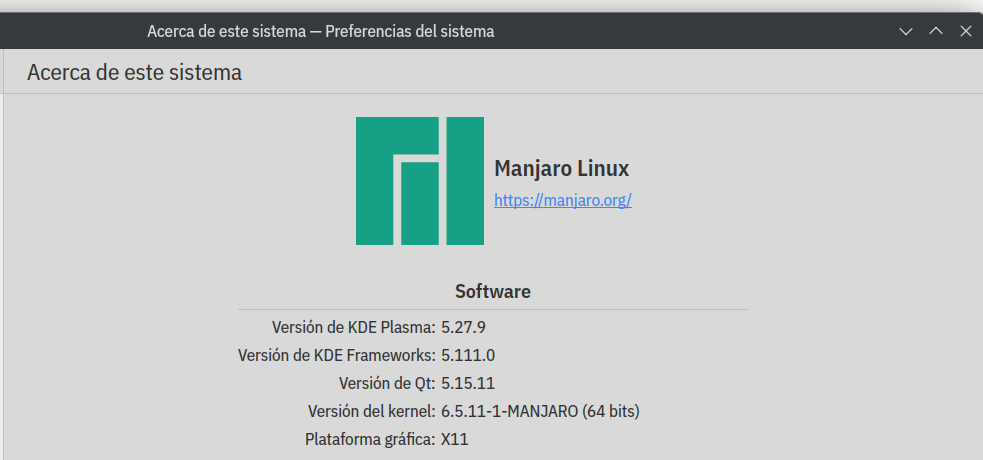 Acerca de este sistema — Preferencias del sistema
Acerca de este sistema
Manjaro Linux
https://manjaro.org/
Software
Versión de KDE Plasma: 5.27.9
Versión de KDE Frameworks: 5.111.0
Versión de Qt: 5.15.11
Versión del kernel: 6.5.11-1-MANJARO (64 bits)
Plataforma gráfica: X11